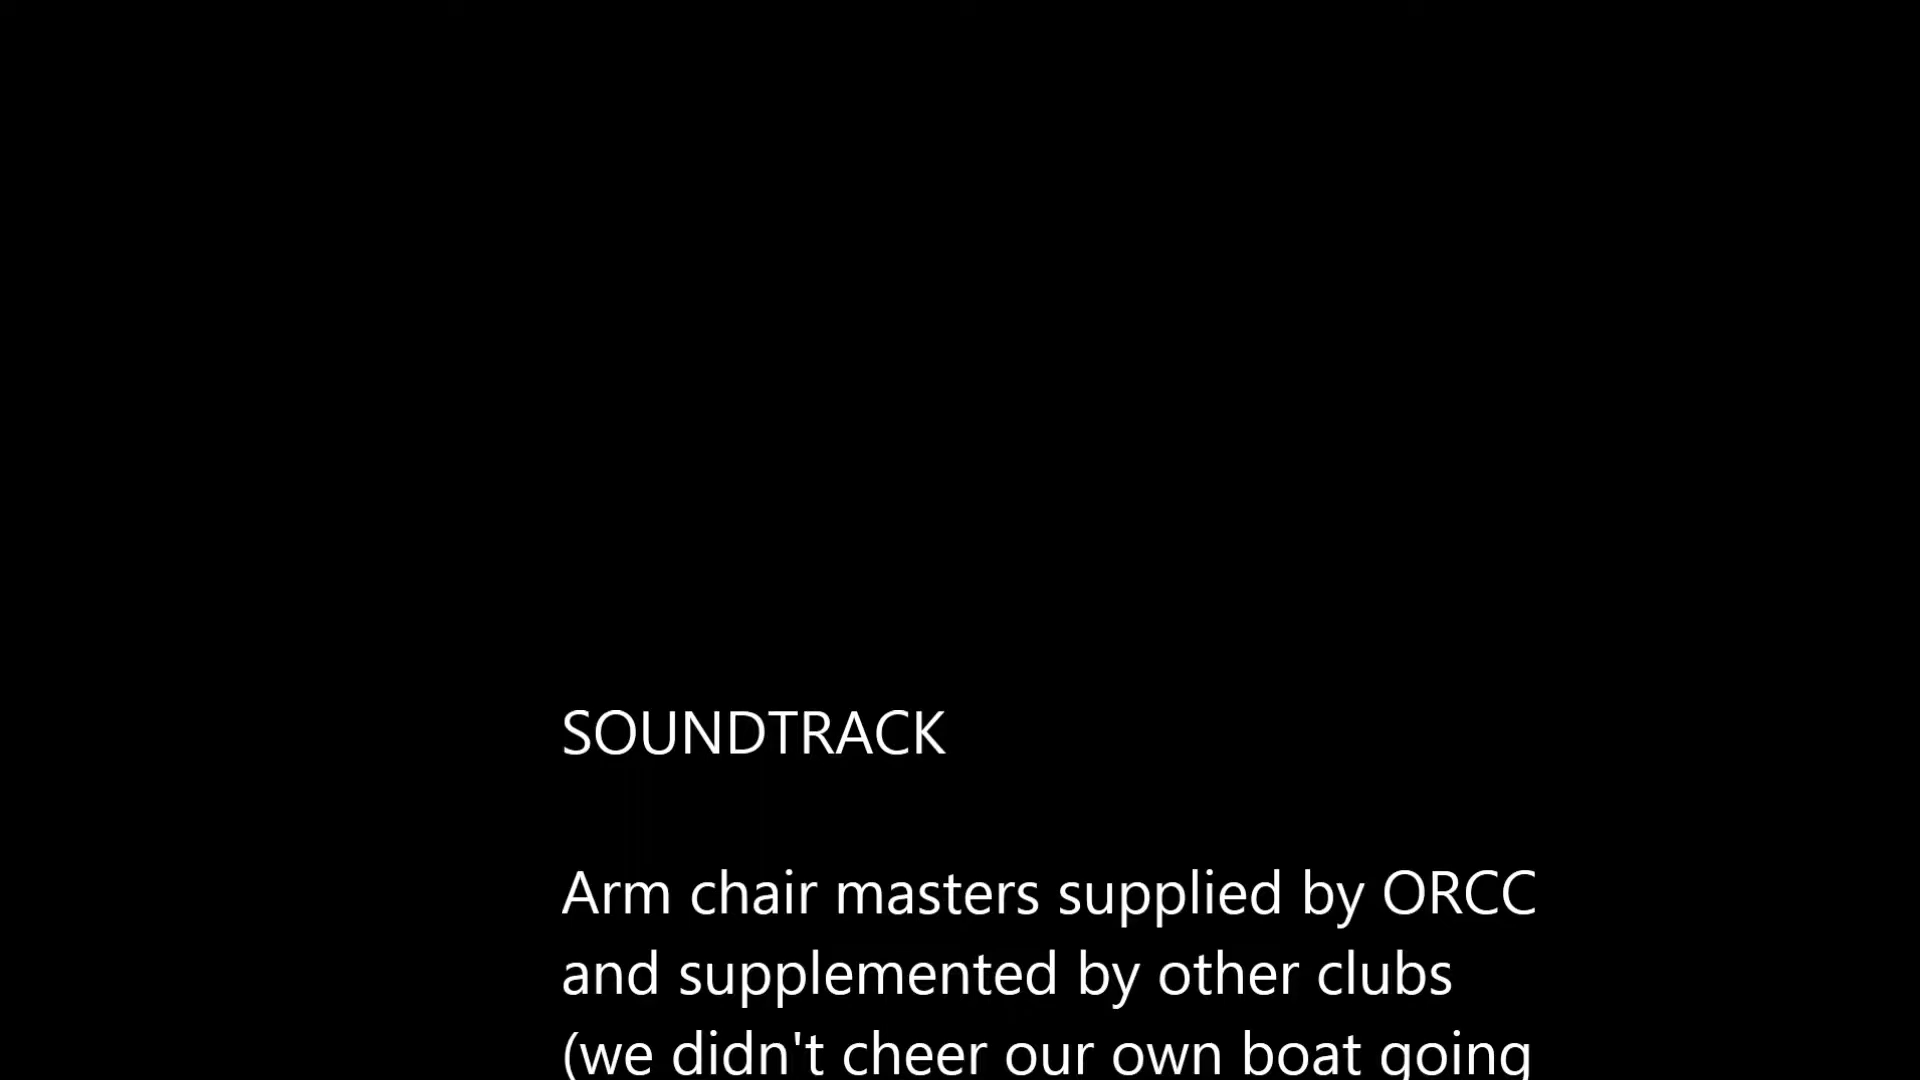 SOUNDTRACK
Arm chair masters supplied by ORCC
and supplemented by other clubs
(we didn't cheer our own boat going